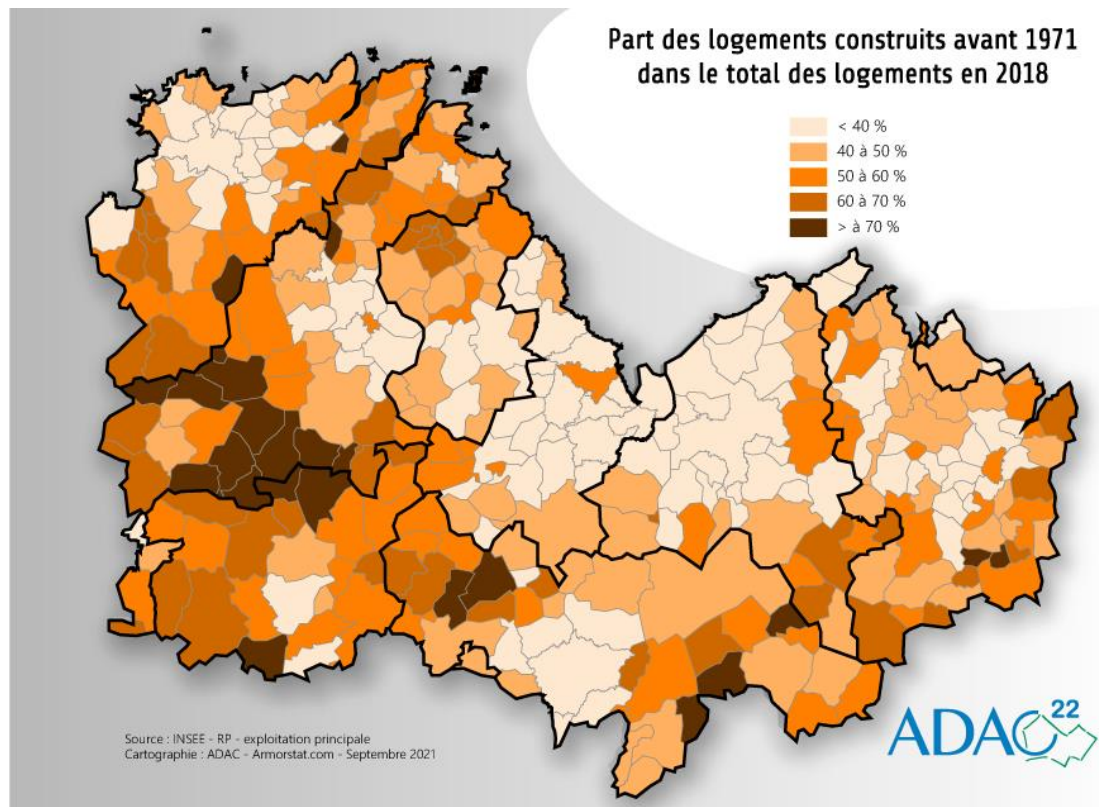 Part des logements construits avant 1971
dans le total des logements en 2018
< 40 %
40 à 50 %
50 à 60 %
60 à 70 %
> à 70 %
Source : INSEE - RP - exploitation principale
Cartographie : ADAC - Armorstat.com - Septembre 2021
ADAC 22